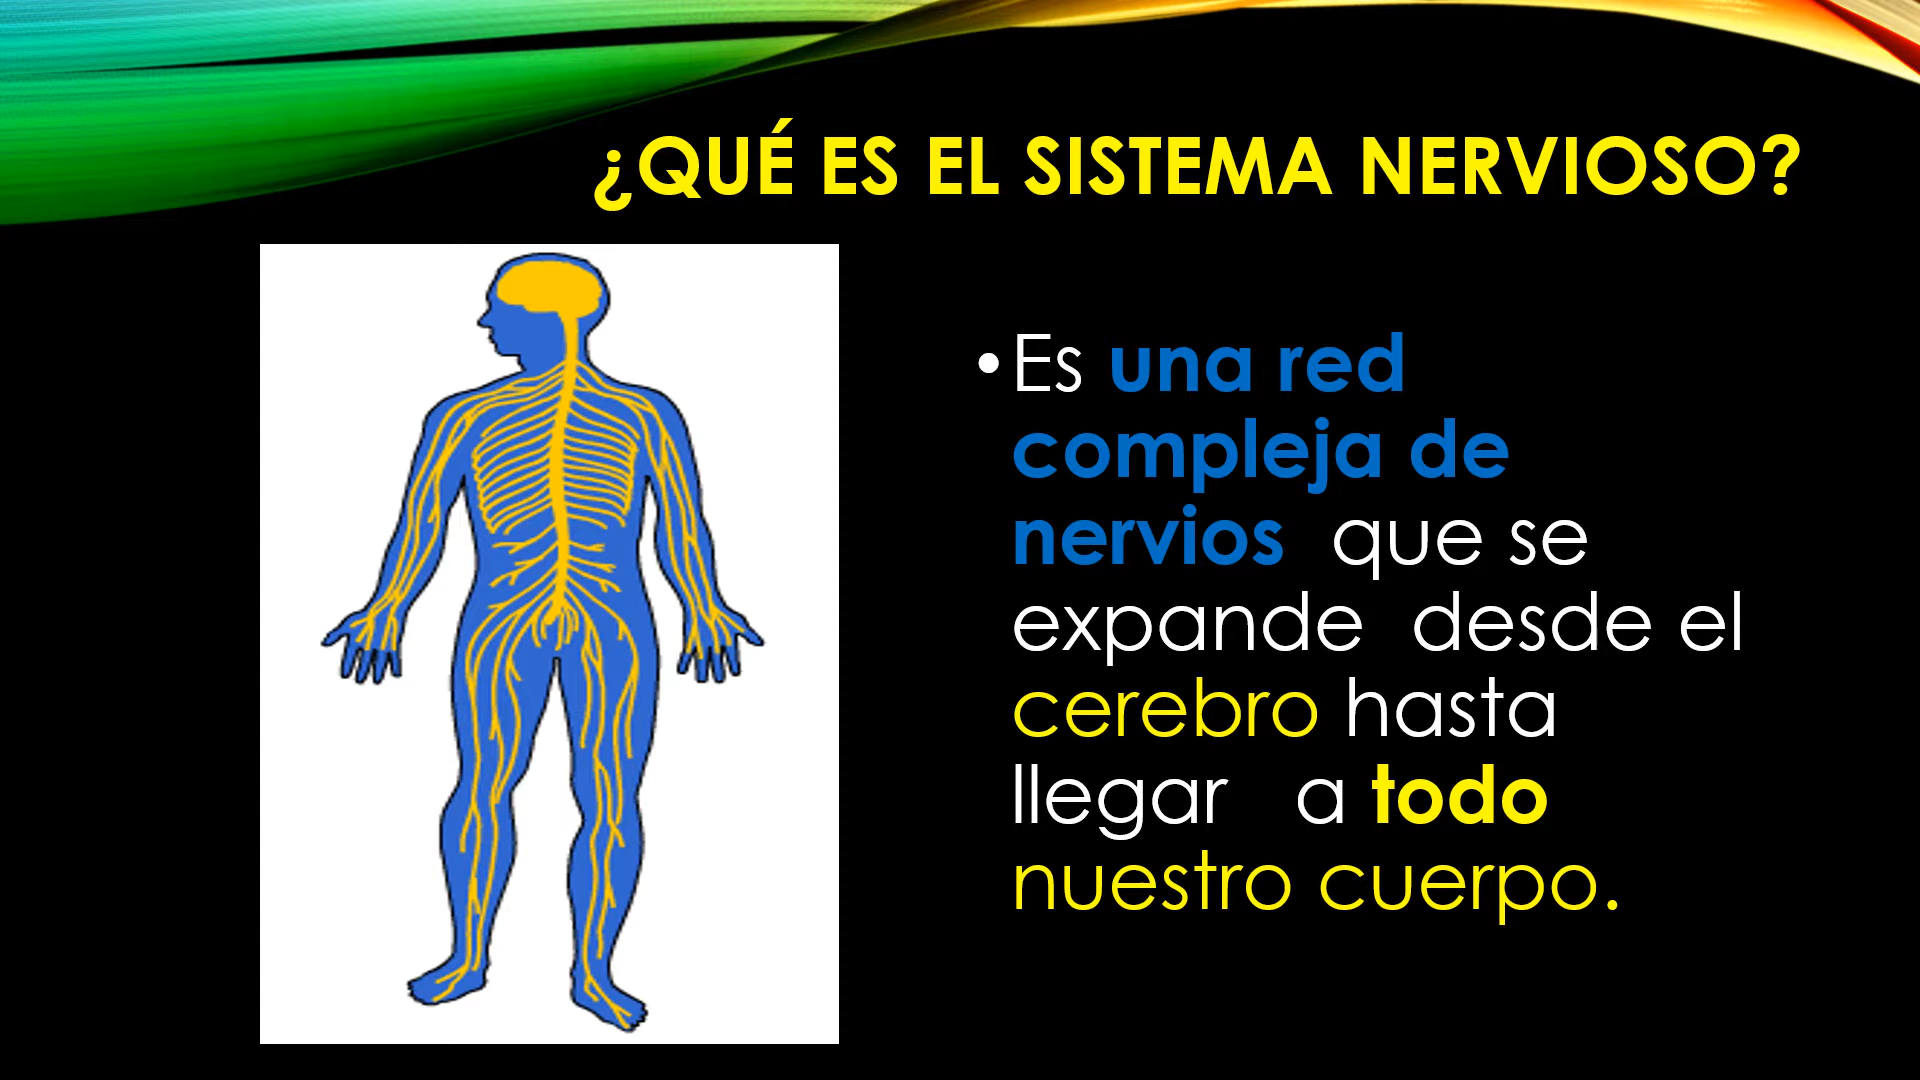 ¿QUÉ ES EL SISTEMA NERVIOSO?
• Es una red
compleja de
nervios que se
expande desde el
cerebro hasta
llegar a todo
nuestro cuerpo.